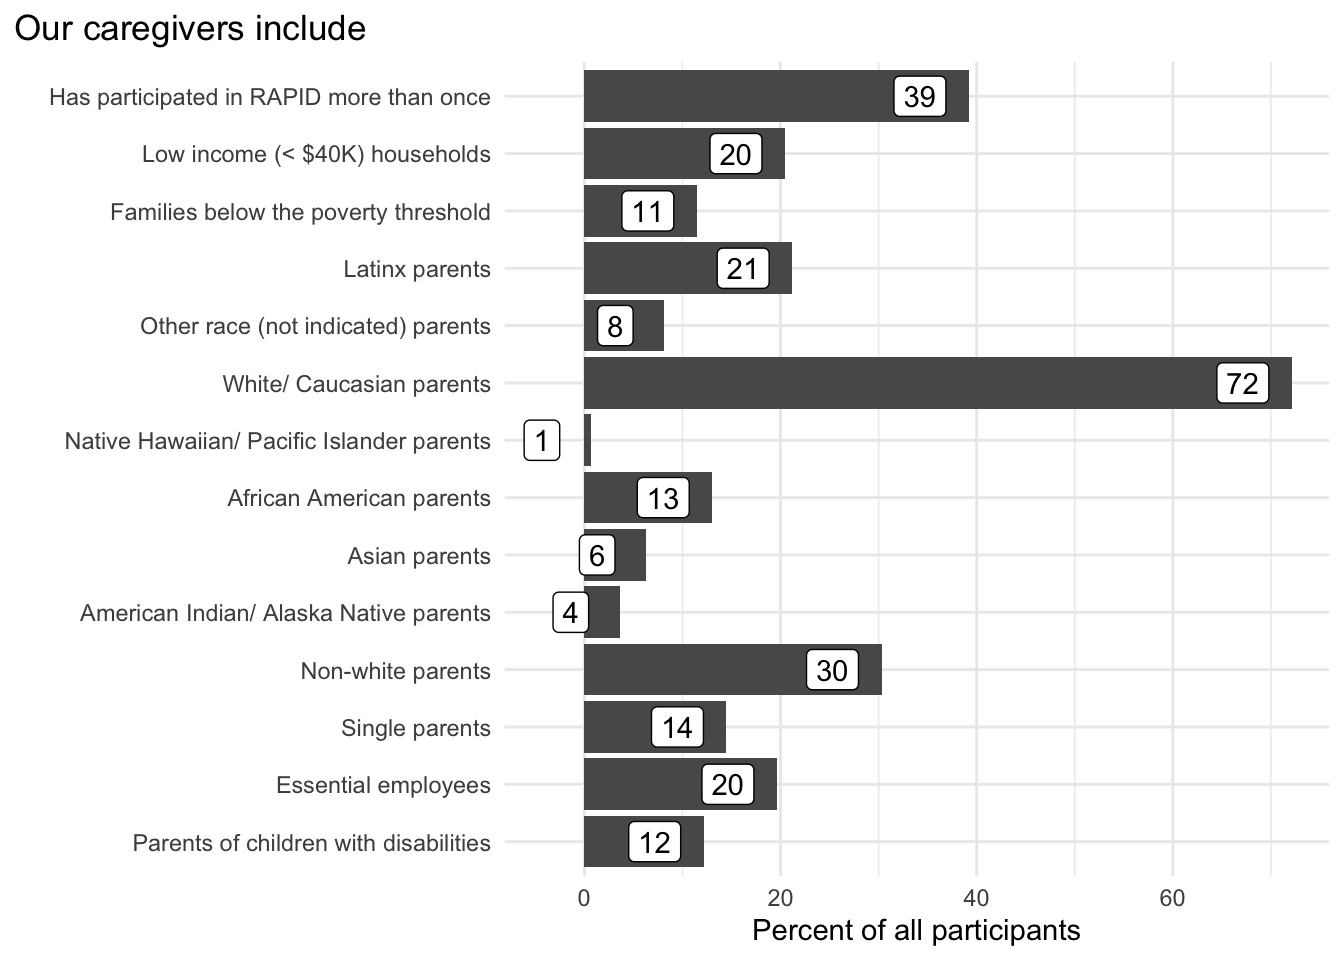 Our caregivers include
Has participated in RAPID more than once 39
Low income (< $40K) households 20
Families below the poverty threshold 11
Latinx parents 21
Other race (not indicated) parents 8
White/ Caucasian parents 72
Native Hawaiian/ Pacific Islander parents 1
African American parents 13
Asian parents 6
American Indian/ Alaska Native parents 4
Non-white parents 30
Single parents 14
Essential employees 20
Parents of children with disabilities 12
0 20 40 60
Percent of all participants